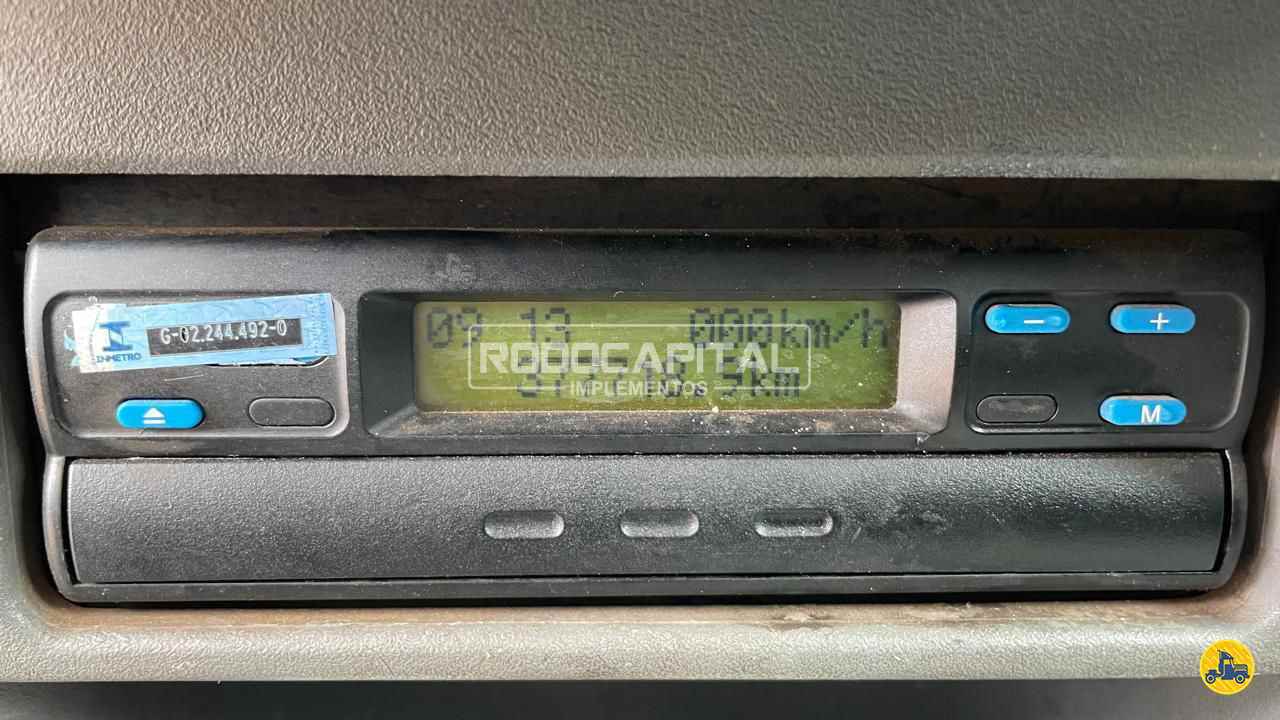 INMETRO
G-02.244.492-0
09 13 000km/h
RODOCAPITAL
IMPLEMENTOS
− +
M